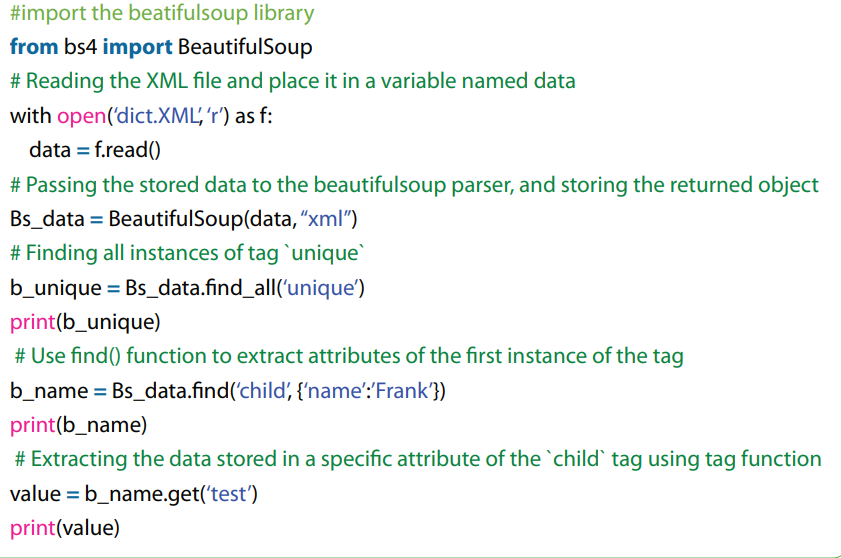 #import the beatifulsoup library
from bs4 import BeautifulSoup
# Reading the XML file and place it in a variable named data
with open(‘dict.XML’, ‘r’) as f:
data = f.read()
# Passing the stored data to the beautifulsoup parser, and storing the returned object
Bs_data = BeautifulSoup(data, “xml”)
# Finding all instances of tag `unique`
b_unique = Bs_data.find_all(‘unique’)
print(b_unique)
# Use find() function to extract attributes of the first instance of the tag
b_name = Bs_data.find(‘child’, {‘name’:’Frank’})
print(b_name)
# Extracting the data stored in a specific attribute of the `child` tag using tag function
value = b_name.get(‘test’)
print(value)